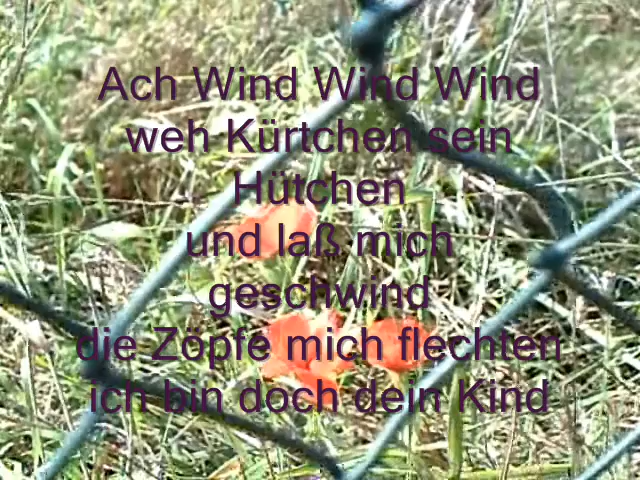 Ach Wind Wind Wind
weh Kürtchen sein
Hütchen
und laß mich
geschwind
die Zöpfe mich flechten
ich bin doch dein Kind